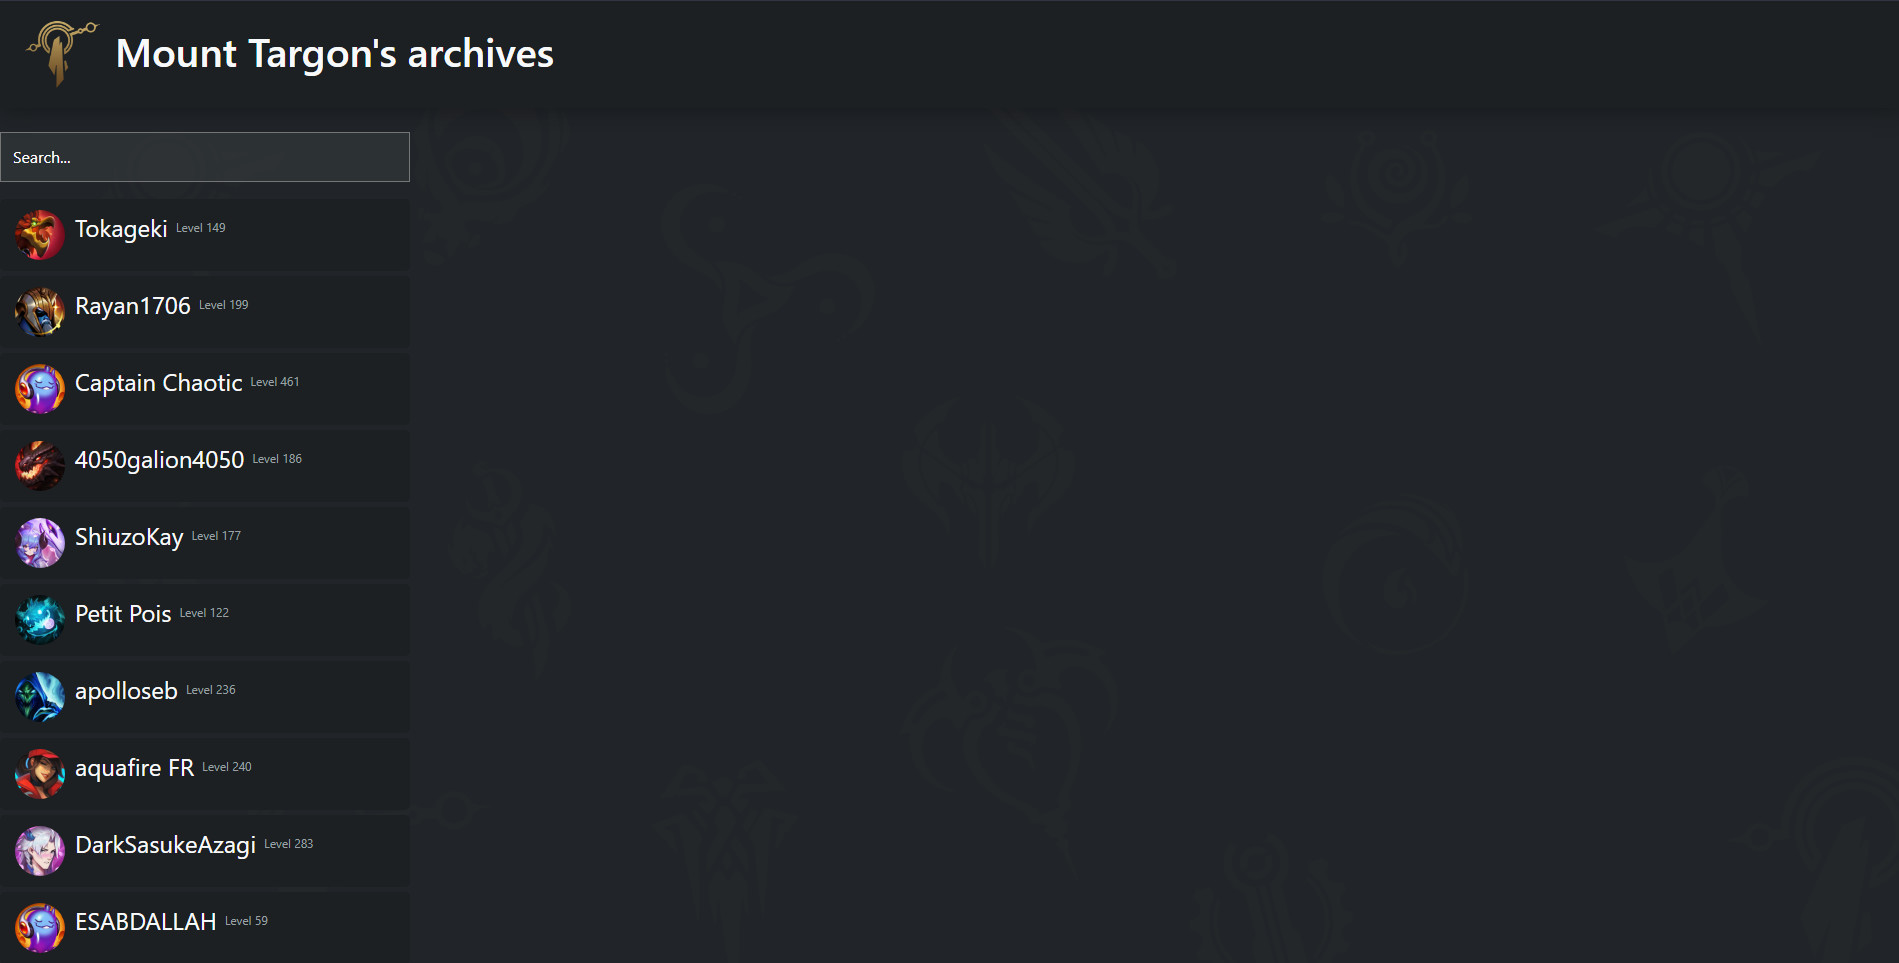 Mount Targon's archives
Search...
Tokageki Level 149
Rayan1706 Level 199
Captain Chaotic Level 461
4050galion4050 Level 186
ShiuzoKay Level 177
Petit Pois Level 122
apolloseb Level 236
aquafire FR Level 240
DarkSasukeAzagi Level 283
ESABDALLAH Level 59